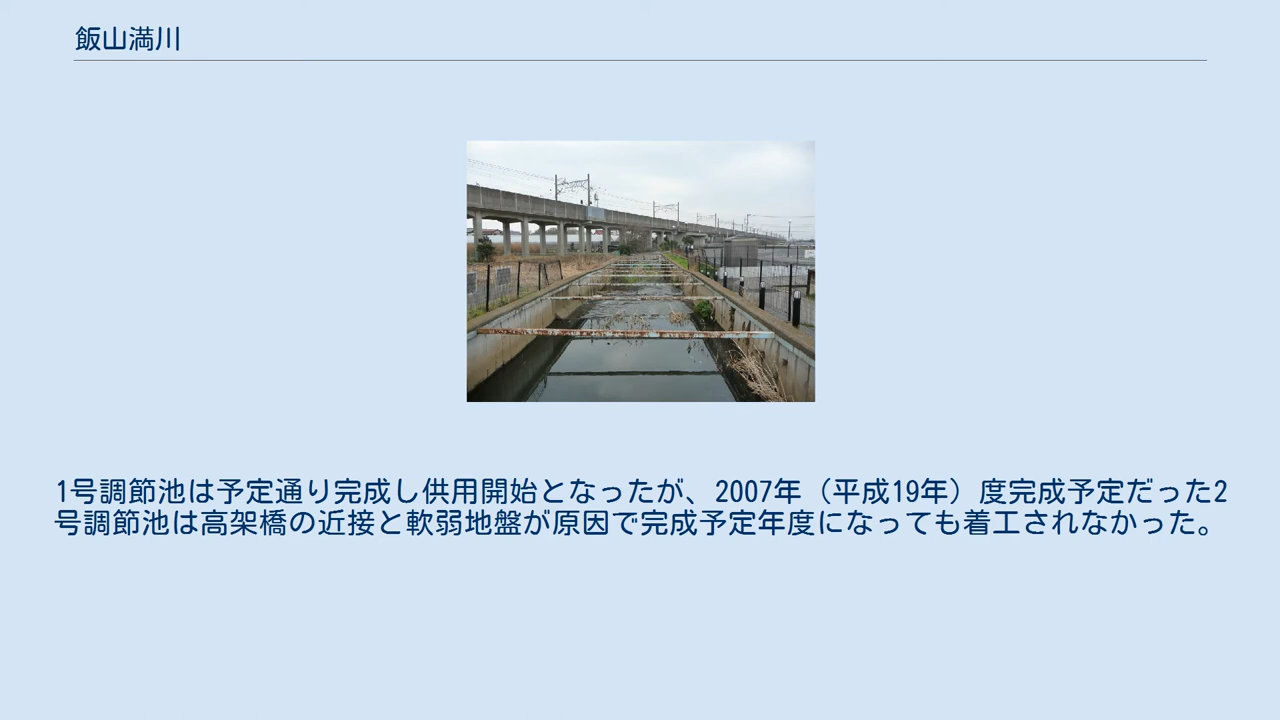 飯山満川
1号調節池は予定通り完成し供用開始となったが、2007年（平成19年）度完成予定だった2
号調節池は高架橋の近接と軟弱地盤が原因で完成予定年度になっても着工されなかった。